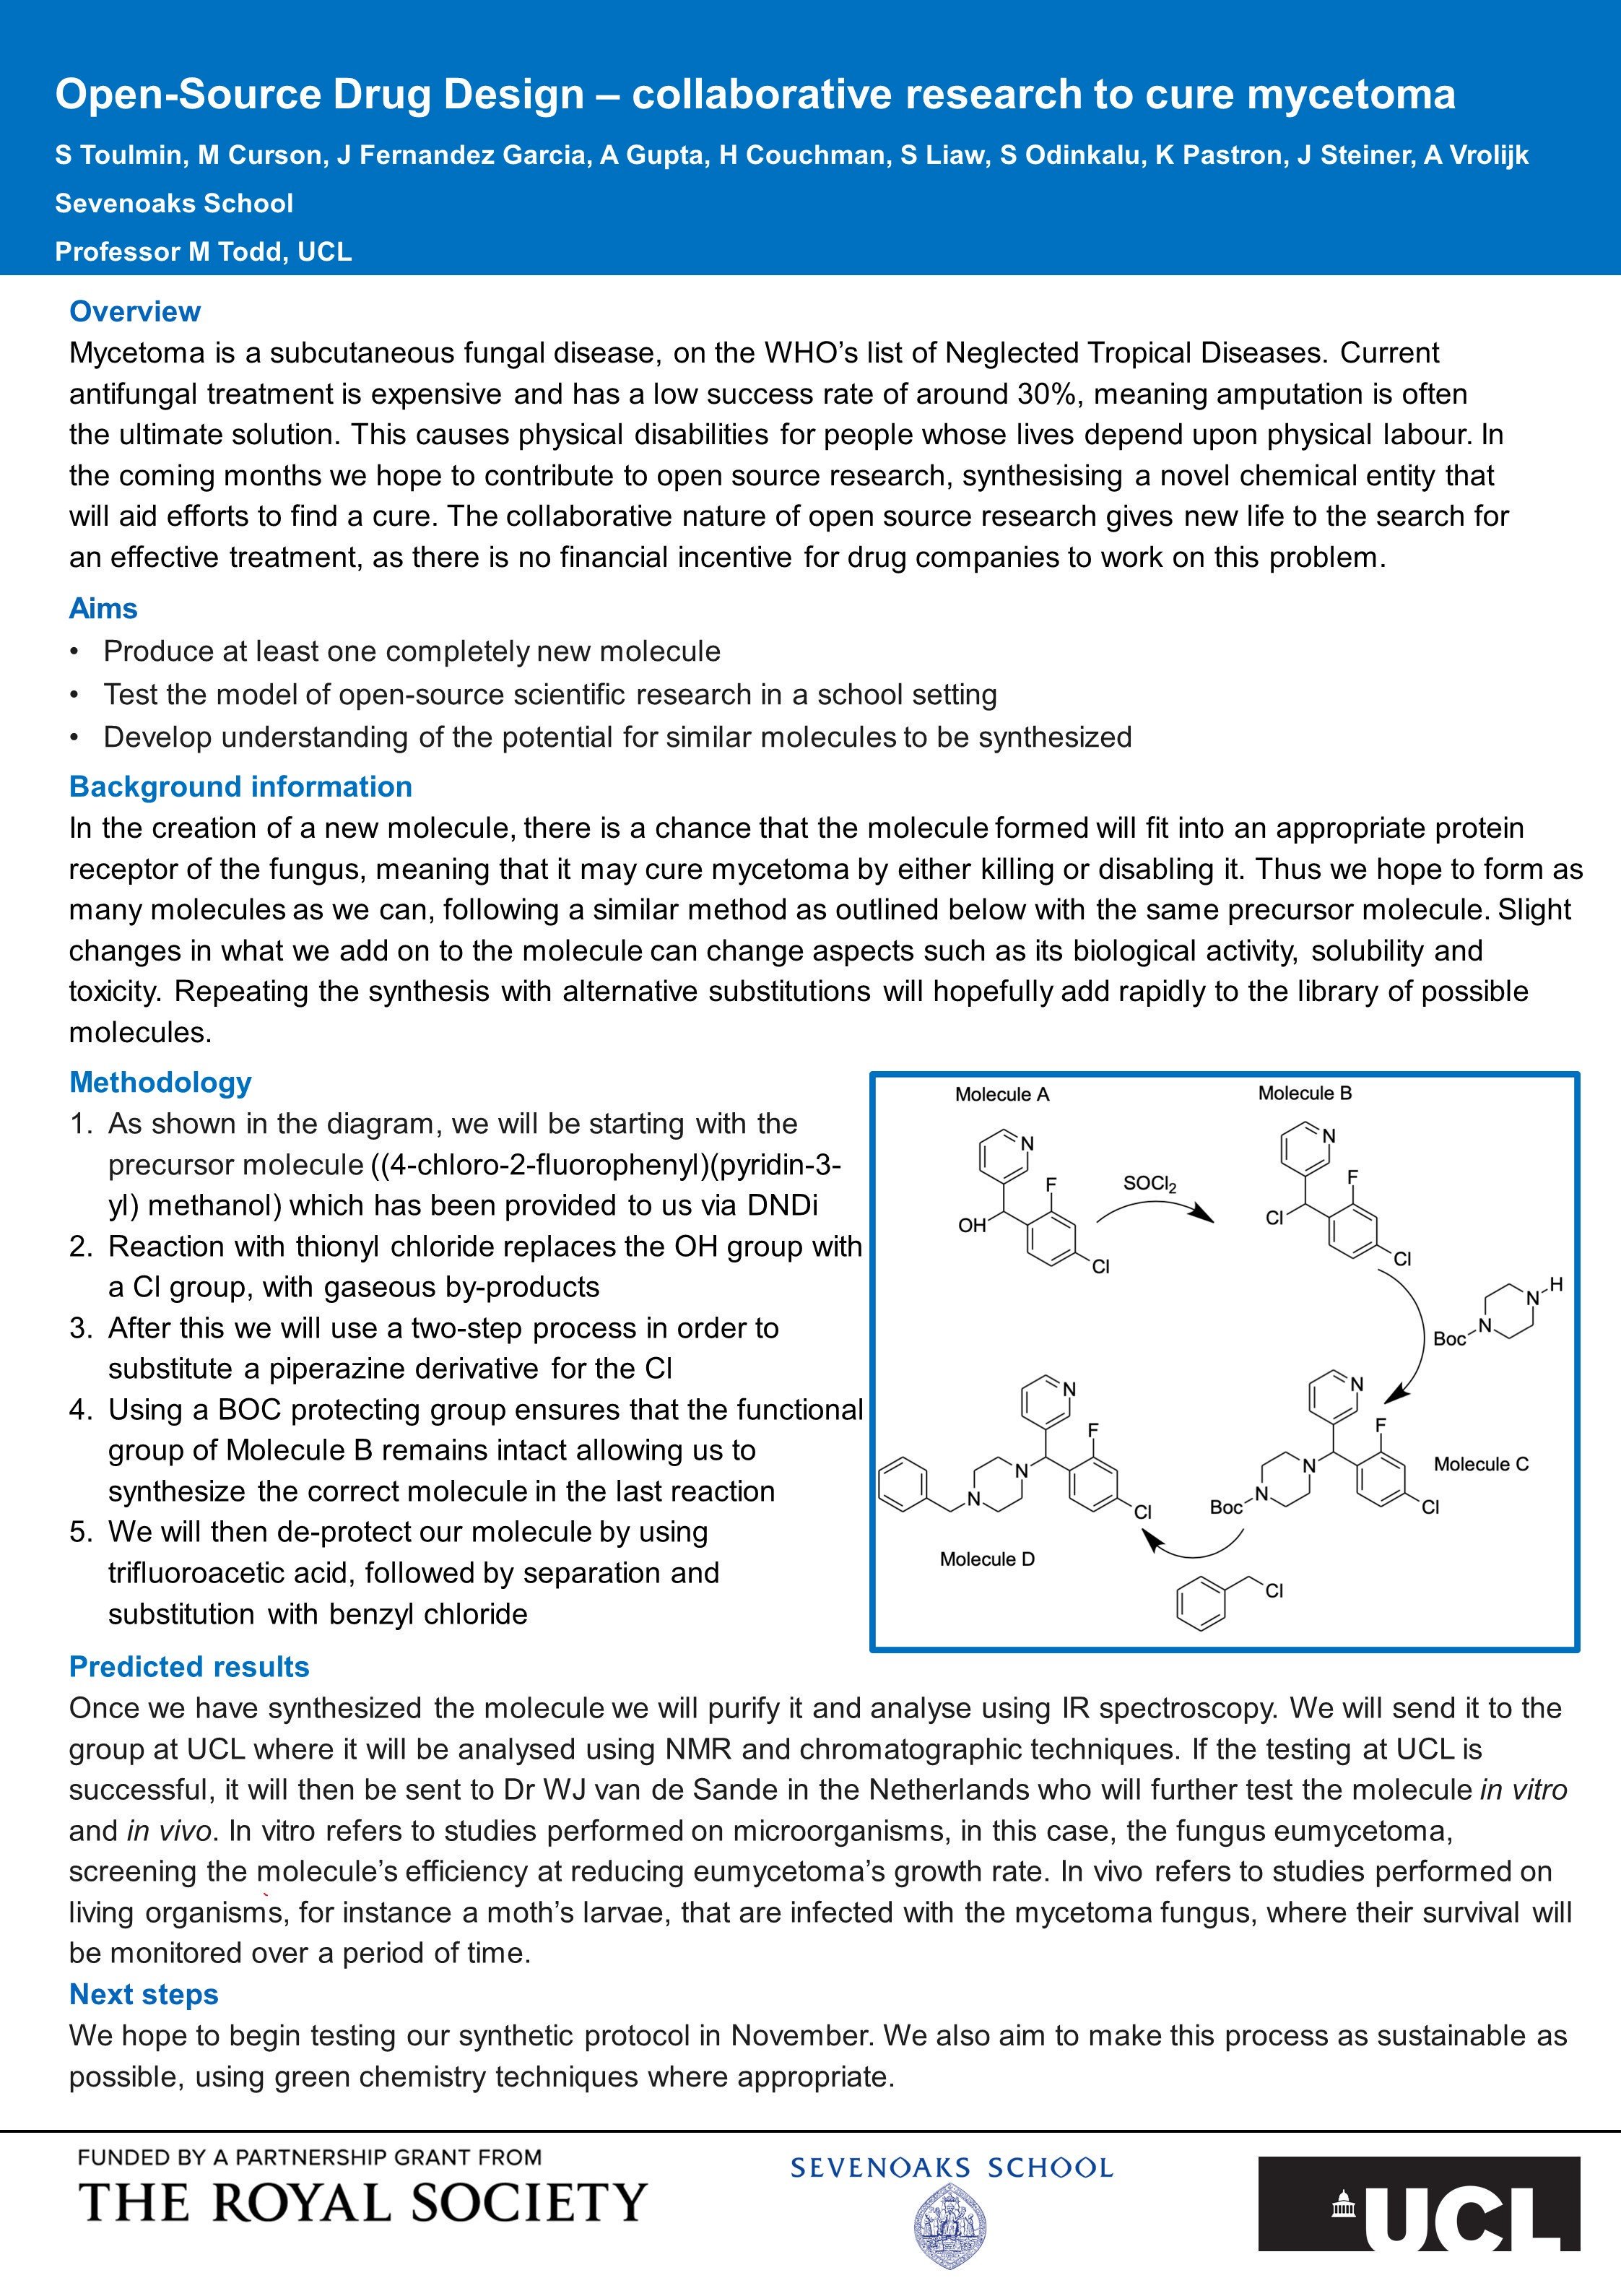 Open-Source Drug Design – collaborative research to cure mycetoma
S Toulmin, M Curson, J Fernandez Garcia, A Gupta, H Couchman, S Liaw, S Odinkalu, K Pastron, J Steiner, A Vrolijk
Sevenoaks School
Professor M Todd, UCL
Overview
Mycetoma is a subcutaneous fungal disease, on the WHO’s list of Neglected Tropical Diseases. Current
antifungal treatment is expensive and has a low success rate of around 30%, meaning amputation is often
the ultimate solution. This causes physical disabilities for people whose lives depend upon physical labour. In
the coming months we hope to contribute to open source research, synthesising a novel chemical entity that
will aid efforts to find a cure. The collaborative nature of open source research gives new life to the search for
an effective treatment, as there is no financial incentive for drug companies to work on this problem.
Aims
• Produce at least one completely new molecule
• Test the model of open-source scientific research in a school setting
• Develop understanding of the potential for similar molecules to be synthesized
Background information
In the creation of a new molecule, there is a chance that the molecule formed will fit into an appropriate protein
receptor of the fungus, meaning that it may cure mycetoma by either killing or disabling it. Thus we hope to form as
many molecules as we can, following a similar method as outlined below with the same precursor molecule. Slight
changes in what we add on to the molecule can change aspects such as its biological activity, solubility and
toxicity. Repeating the synthesis with alternative substitutions will hopefully add rapidly to the library of possible
molecules.
Methodology
1. As shown in the diagram, we will be starting with the
precursor molecule ((4-chloro-2-fluorophenyl)(pyridin-3-
yl) methanol) which has been provided to us via DNDi
2. Reaction with thionyl chloride replaces the OH group with
a Cl group, with gaseous by-products
3. After this we will use a two-step process in order to
substitute a piperazine derivative for the Cl
4. Using a BOC protecting group ensures that the functional
group of Molecule B remains intact allowing us to
synthesize the correct molecule in the last reaction
5. We will then de-protect our molecule by using
trifluoroacetic acid, followed by separation and
substitution with benzyl chloride
Molecule A
N
F
OH
Cl
SOCl₂
Molecule B
N
F
Cl
Cl
H
N
N
Boc
N
F
N
N
Boc
Cl
Molecule C
Cl
N
F
N
N
Cl
Molecule D
Predicted results
Once we have synthesized the molecule we will purify it and analyse using IR spectroscopy. We will send it to the
group at UCL where it will be analysed using NMR and chromatographic techniques. If the testing at UCL is
successful, it will then be sent to Dr WJ van de Sande in the Netherlands who will further test the molecule in vitro
and in vivo. In vitro refers to studies performed on microorganisms, in this case, the fungus eumycetoma,
screening the molecule’s efficiency at reducing eumycetoma’s growth rate. In vivo refers to studies performed on
living organisms, for instance a moth’s larvae, that are infected with the mycetoma fungus, where their survival will
be monitored over a period of time.
Next steps
We hope to begin testing our synthetic protocol in November. We also aim to make this process as sustainable as
possible, using green chemistry techniques where appropriate.
FUNDED BY A PARTNERSHIP GRANT FROM
THE ROYAL SOCIETY
SEVENOAKS SCHOOL
UCL